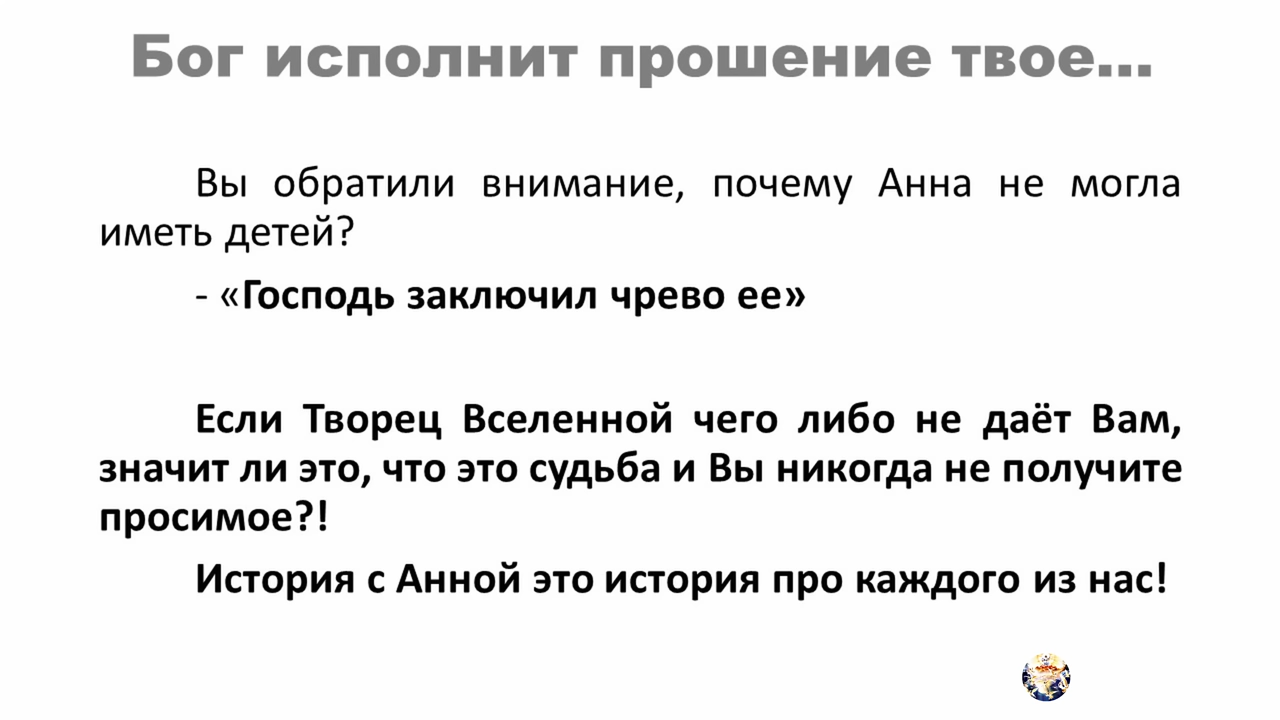 Бог исполнит прошение твое...
Вы обратили внимание, почему Анна не могла
иметь детей?
- «Господь заключил чрево ее»
Если Творец Вселенной чего либо не даёт Вам,
значит ли это, что это судьба и Вы никогда не получите
просимое?!
История с Анной это история про каждого из нас!